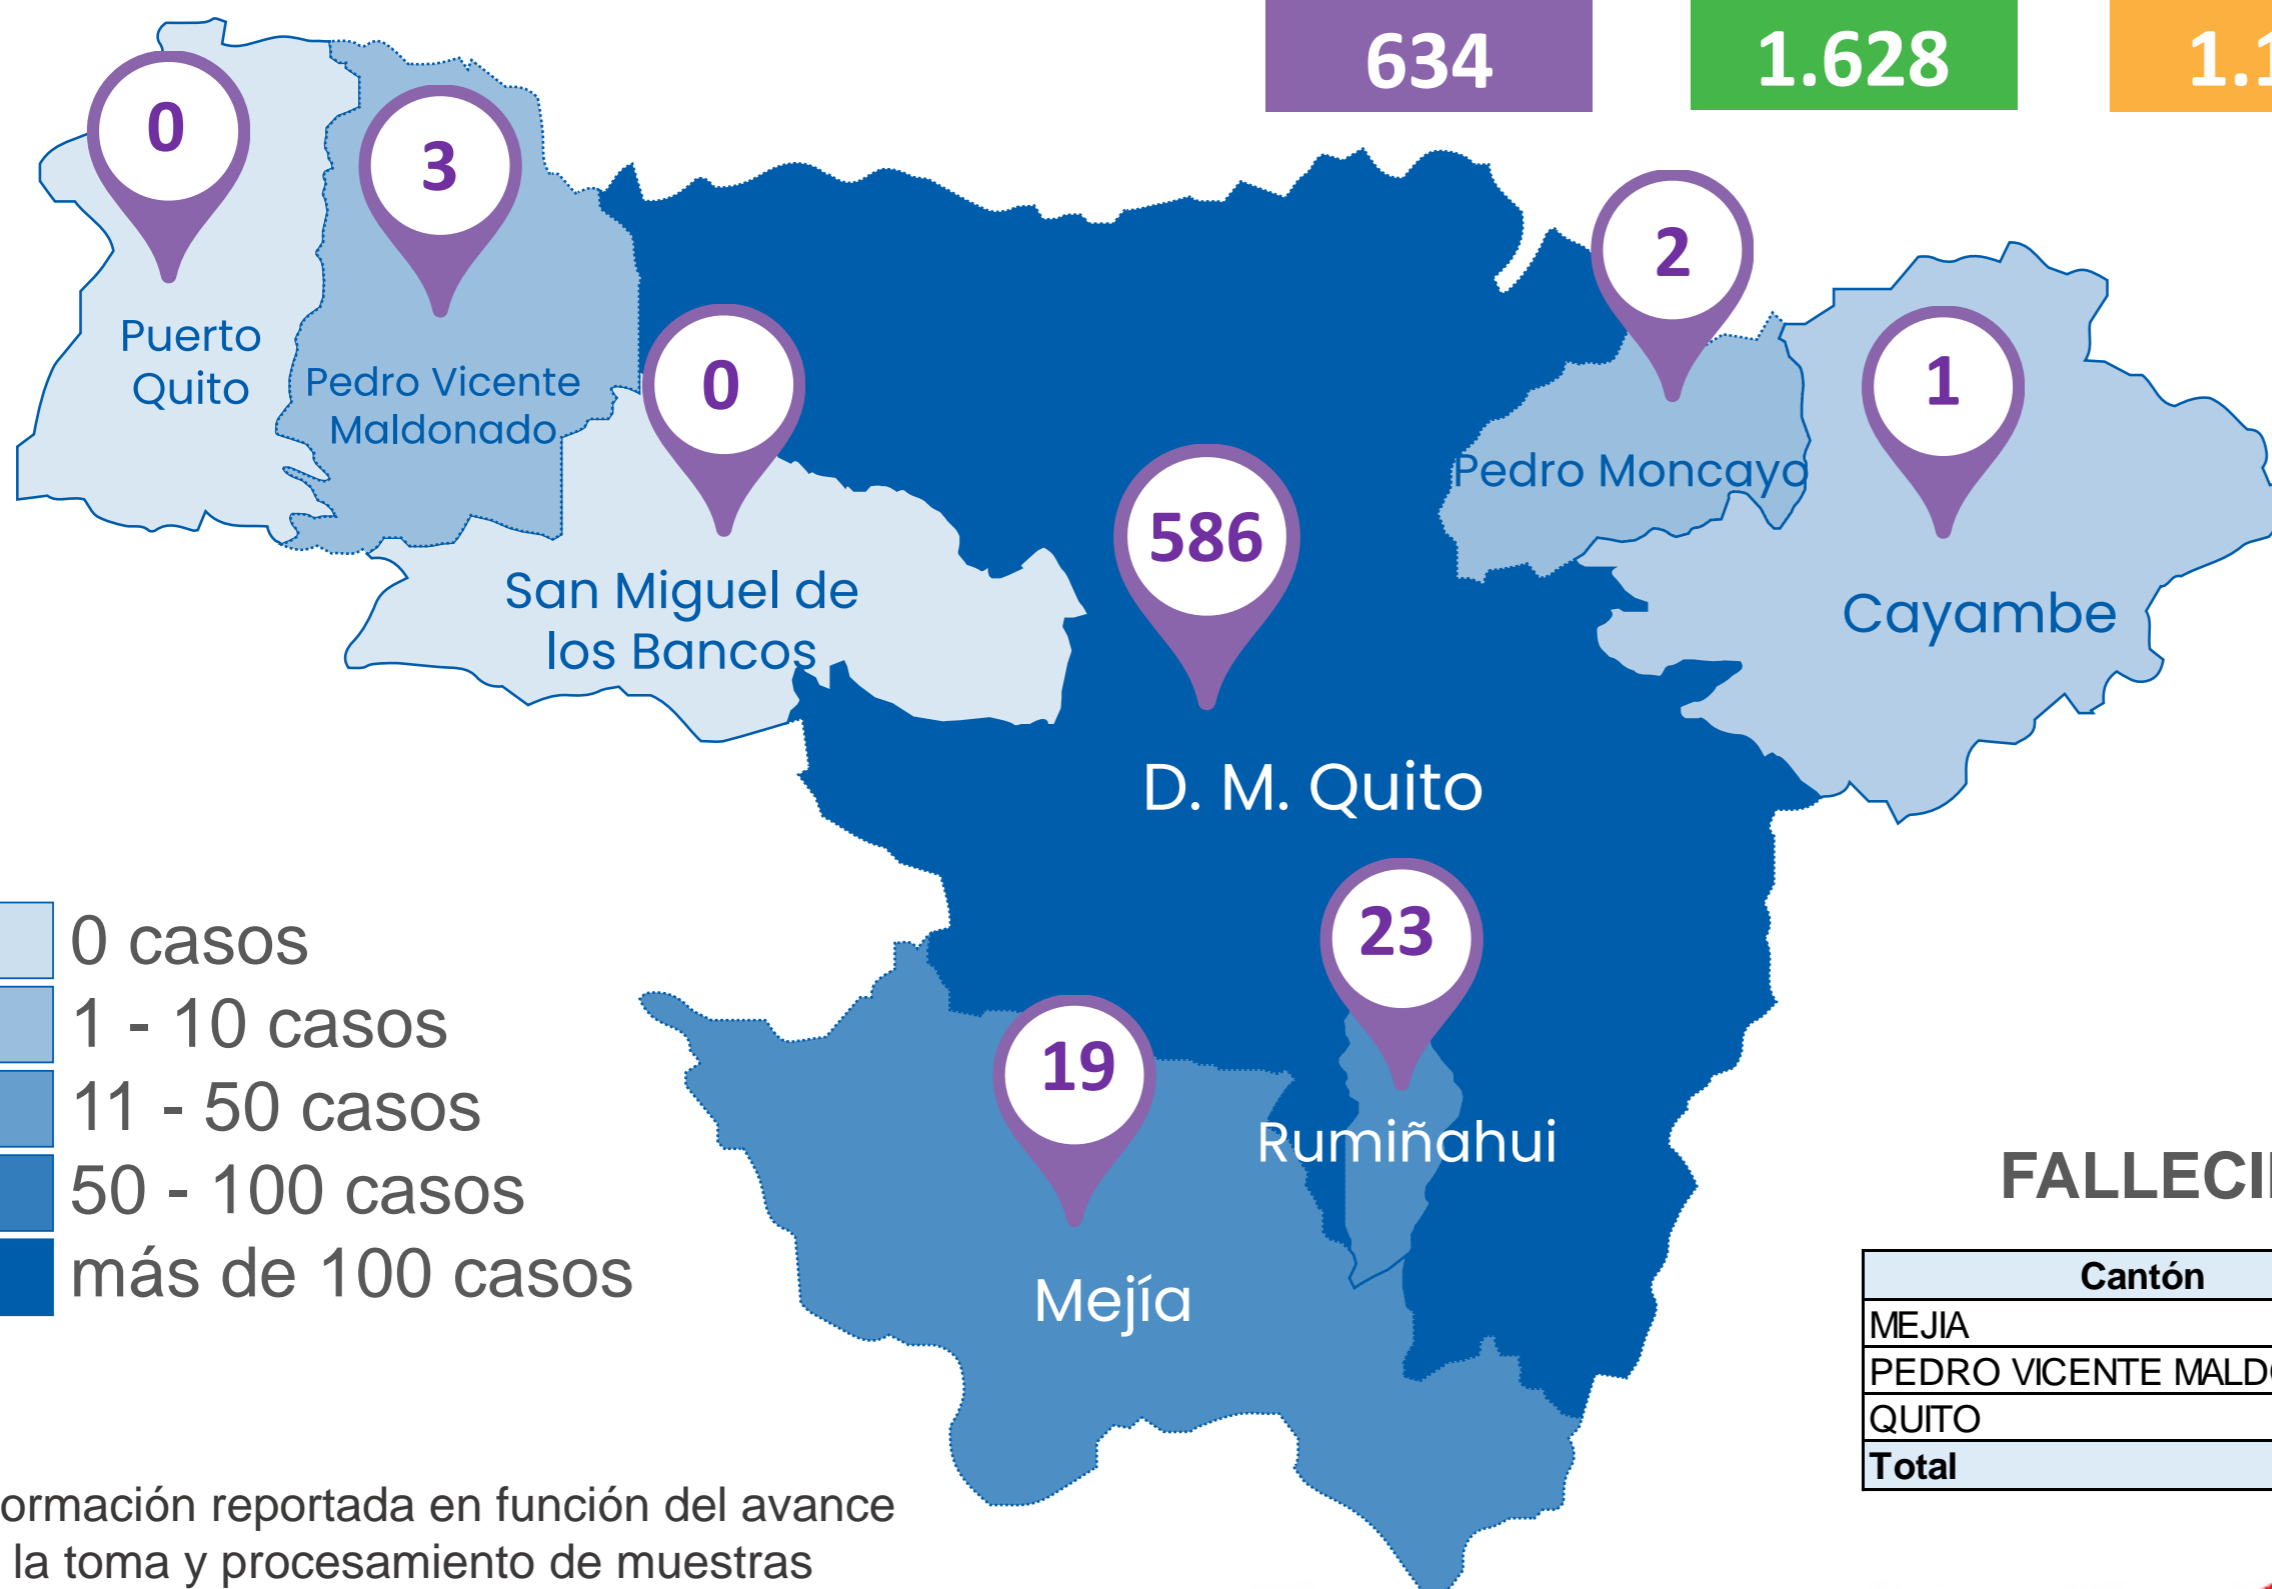 634
1.628
0
3
2
0
1
Puerto
Quito
Pedro Vicente
Maldonado
Pedro Moncayo
586
San Miguel de
los Bancos
Cayambe
D. M. Quito
23
19
Rumiñahui
Mejía
0 casos
1 - 10 casos
11 - 50 casos
50 - 100 casos
más de 100 casos
Cantón
MEJIA
PEDRO VICENTE
QUITO
Total
reportada en función del avance
la toma y procesamiento de muestras